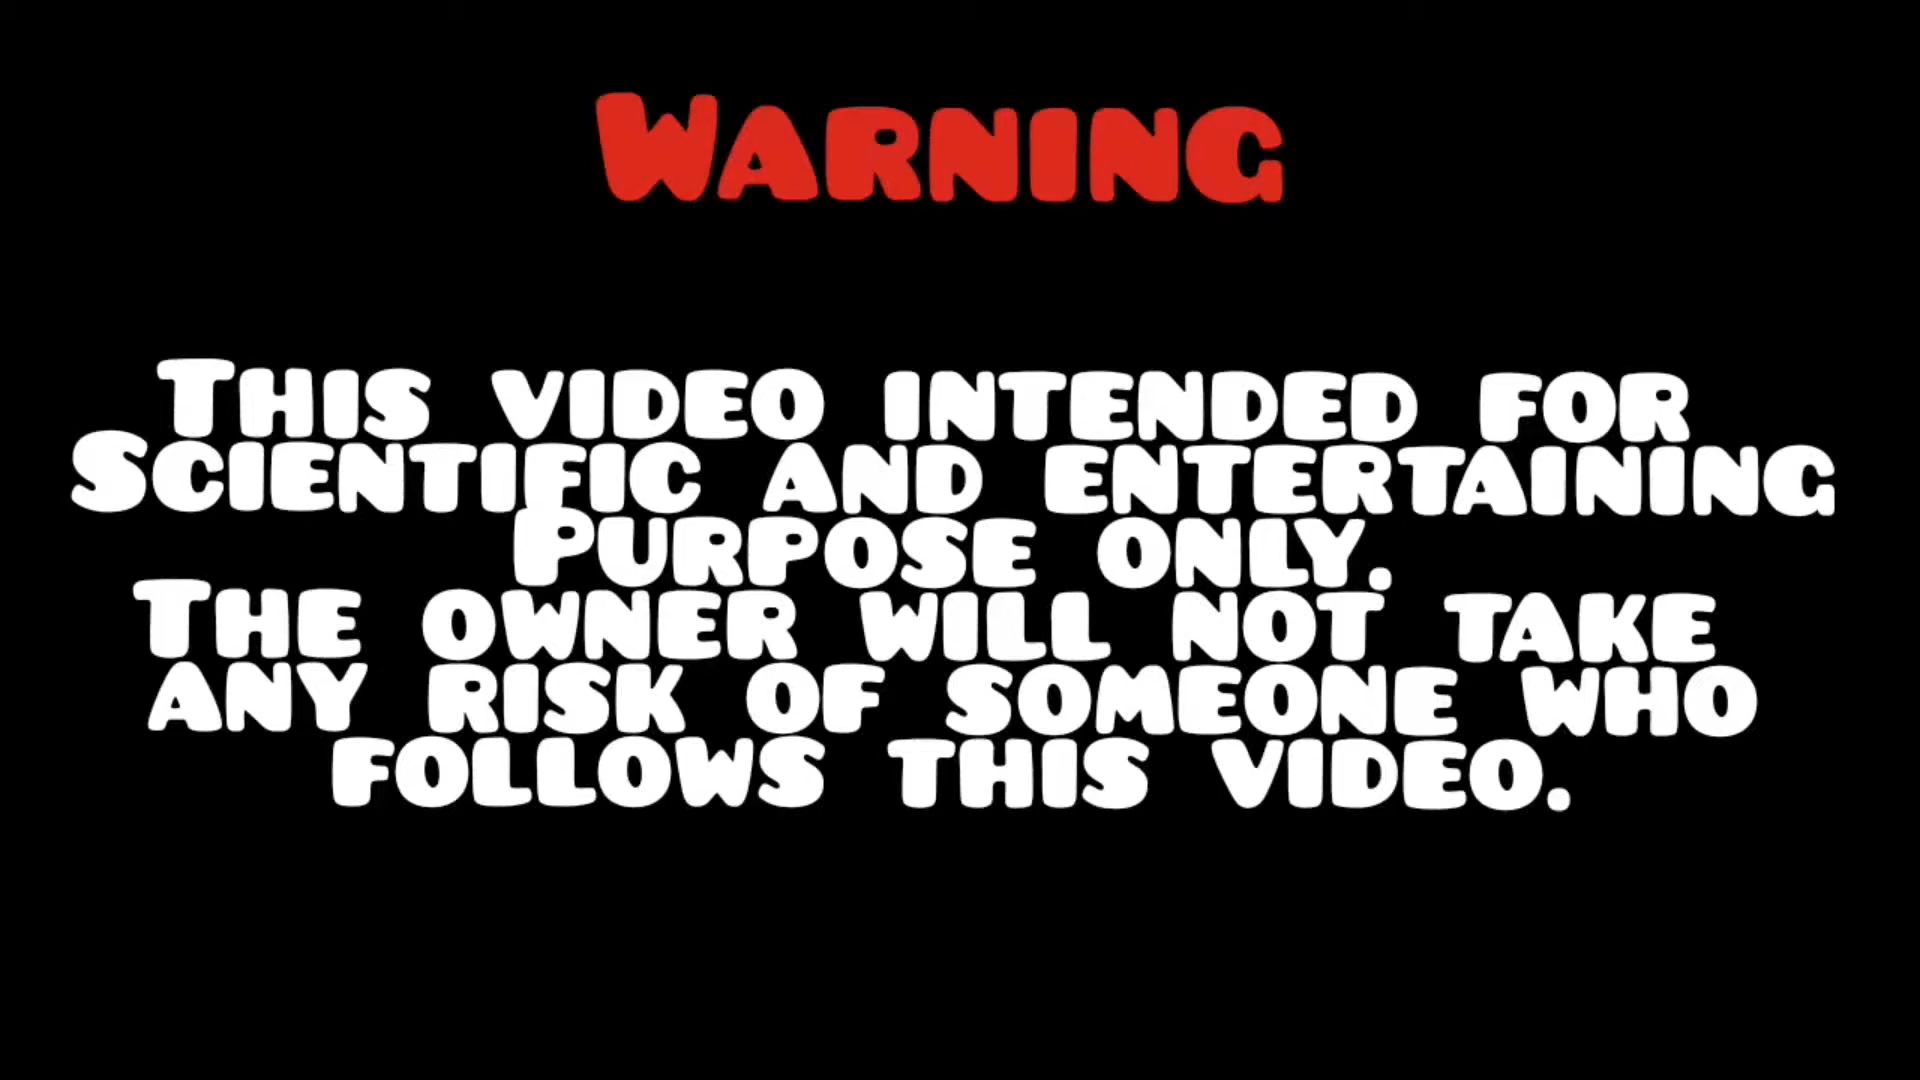 Warning
This video intended for
Scientific and entertaining
Purpose only.
The owner will not take
any risk of someone who
follows this video.